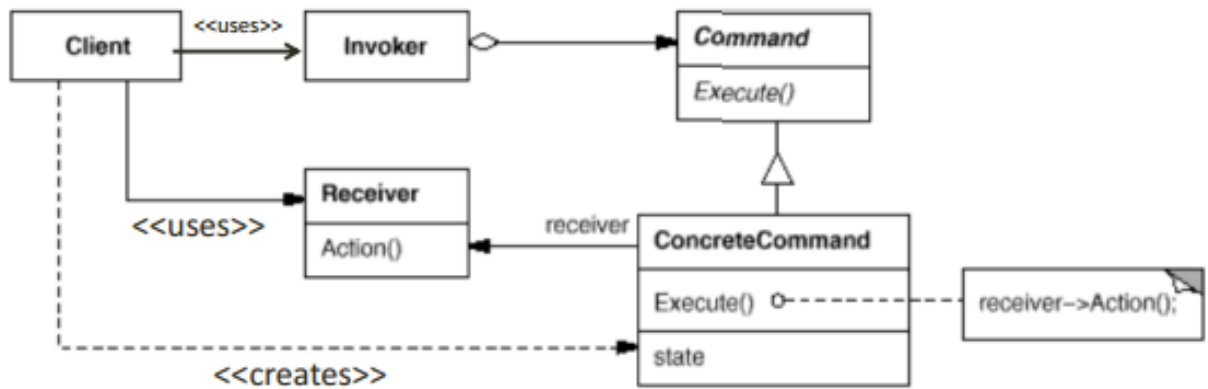 Client
<<uses>>
Invoker
Command
Execute()
Receiver
Action()
<<uses>>
receiver
ConcreteCommand
Execute()
state
receiver->Action();
<<creates>>